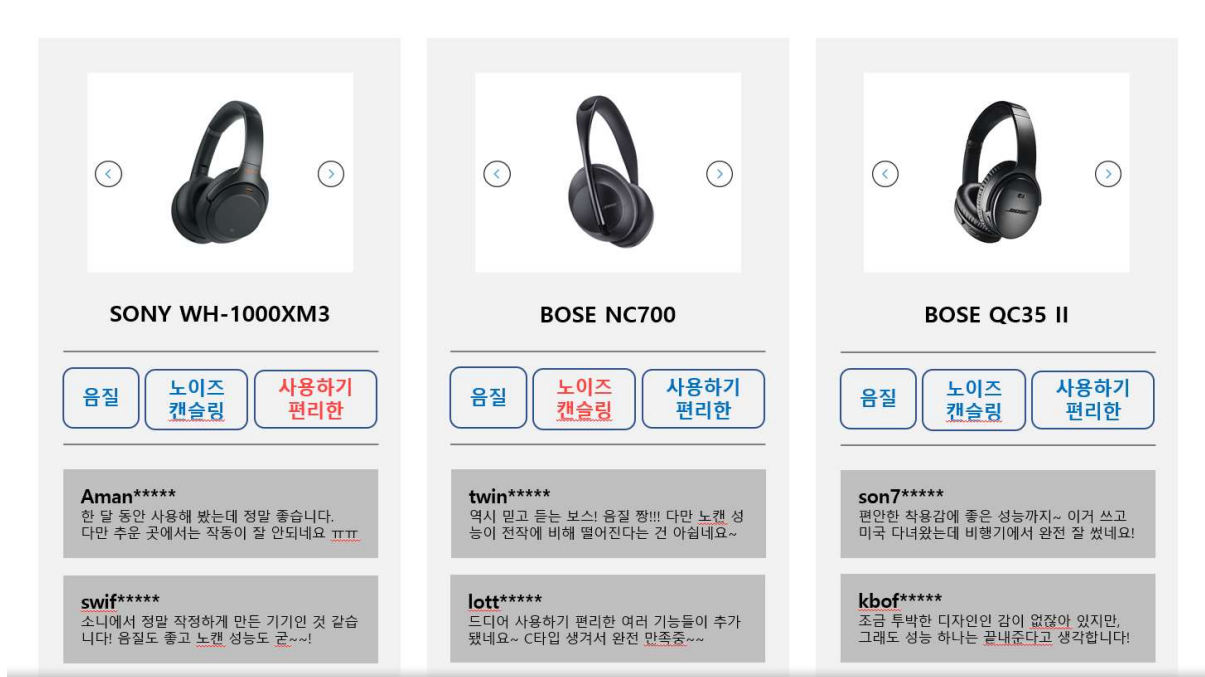 SONY WH-1000XM3
음질
노이즈
캔슬링
사용하기
편리한
Aman*****
한 달 동안 사용해 봤는데 정말 좋습니다.
다만 추운 곳에서는 작동이 잘 안되네요 ㅠㅠ
swif*****
소니에서 정말 작정하게 만든 기기인 것 같습
니다! 음질도 좋고 노캔 성능도 굳~~!
BOSE NC700
음질
노이즈
캔슬링
사용하기
편리한
twin*****
역시 믿고 듣는 보스! 음질 짱!!! 다만 노캔 성
능이 전작에 비해 떨어진다는 건 아쉽네요~
lott*****
드디어 사용하기 편리한 여러 기능들이 추가
됐네요~ C타입 생겨서 완전 만족중~~
BOSE QC35 II
음질
노이즈
캔슬링
사용하기
편리한
son7*****
편안한 착용감에 좋은 성능까지~ 이거 쓰고
미국 다녀왔는데 비행기에서 완전 잘 썼네요!
kbof*****
조금 투박한 디자인인 감이 없잖아 있지만,
그래도 성능 하나는 끝내준다고 생각합니다!